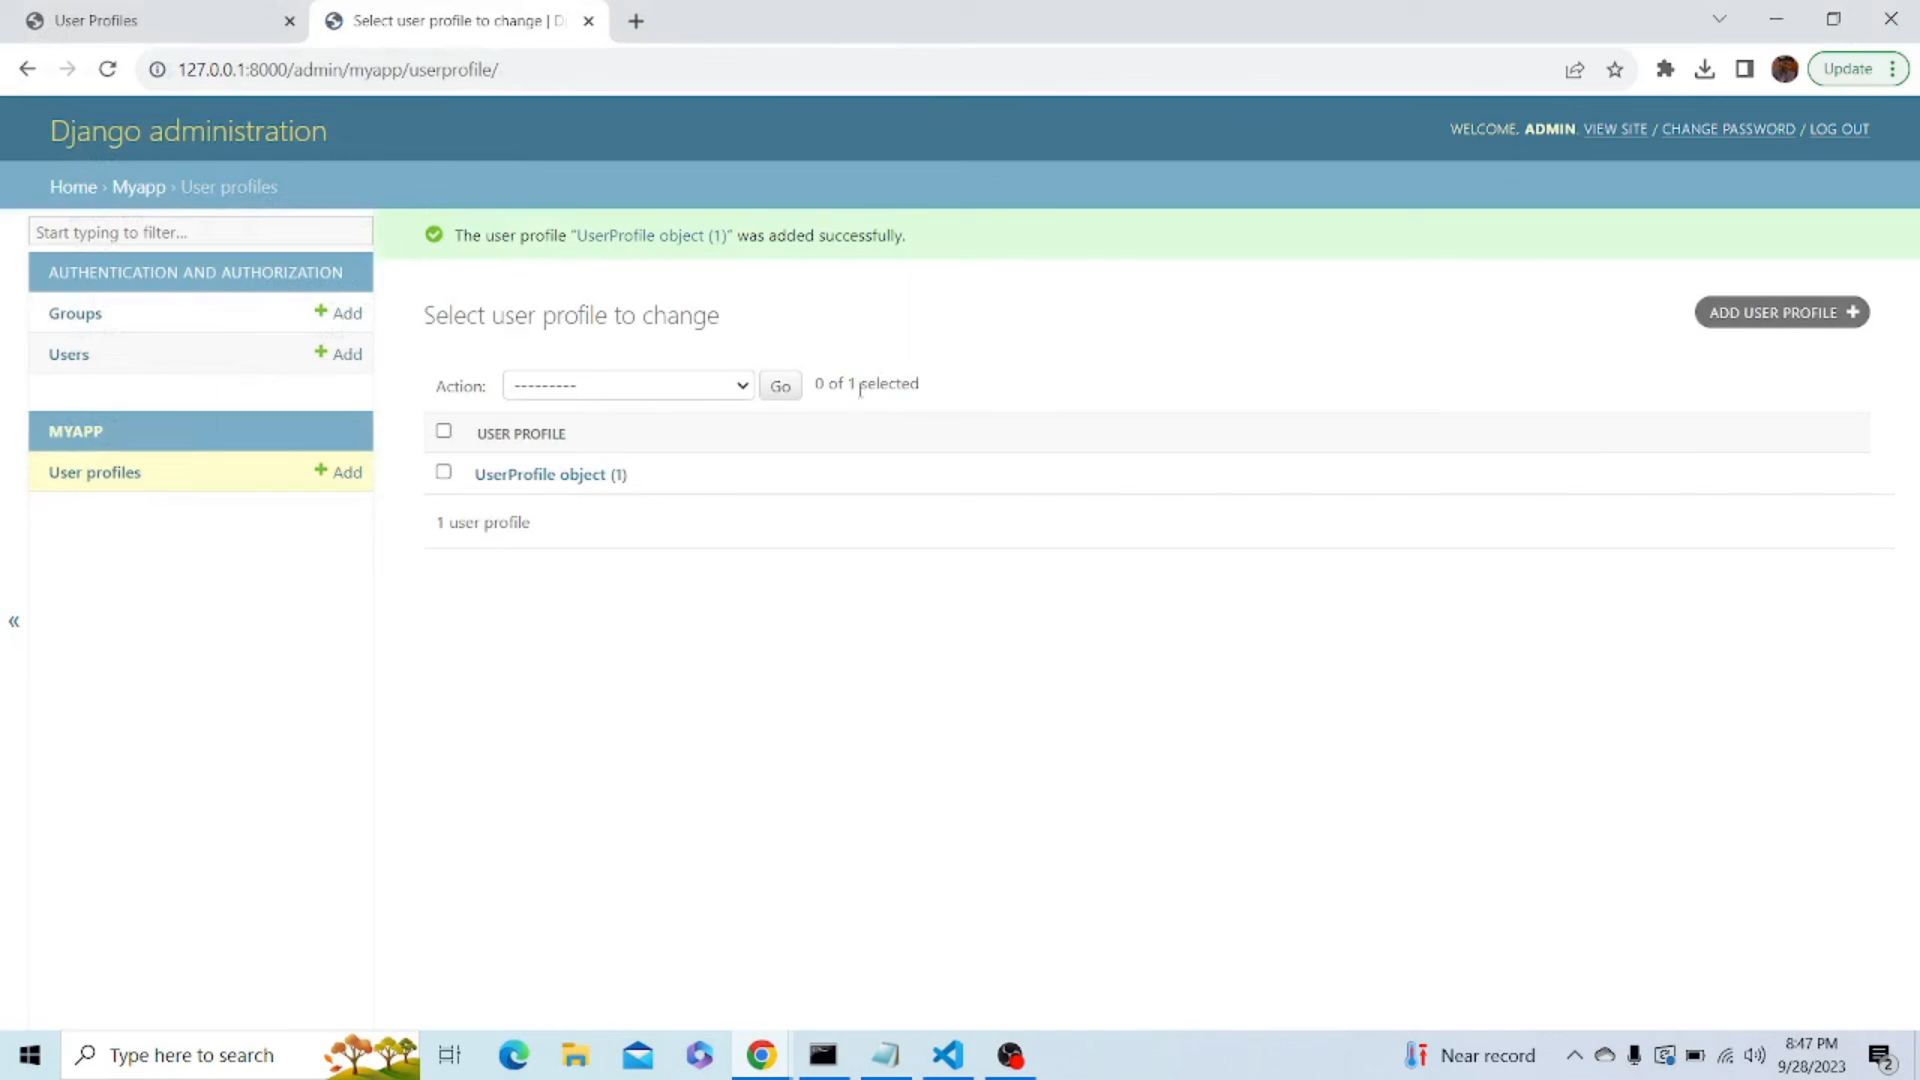 User Profiles
Select user profile to change | D
127.0.0.1:8000/admin/myapp/userprofile/
Update
Django administration
WELCOME, ADMIN. VIEW SITE / CHANGE PASSWORD / LOG OUT
Home › Myapp › User profiles
Start typing to filter...
The user profile “UserProfile object (1)” was added successfully.
AUTHENTICATION AND AUTHORIZATION
Groups + Add
Users + Add
MYAPP
User profiles + Add
Select user profile to change
ADD USER PROFILE +
Action: --------- Go 0 of 1 selected
USER PROFILE
UserProfile object (1)
1 user profile
«
Type here to search
Near record
8:47 PM
9/28/2023
2